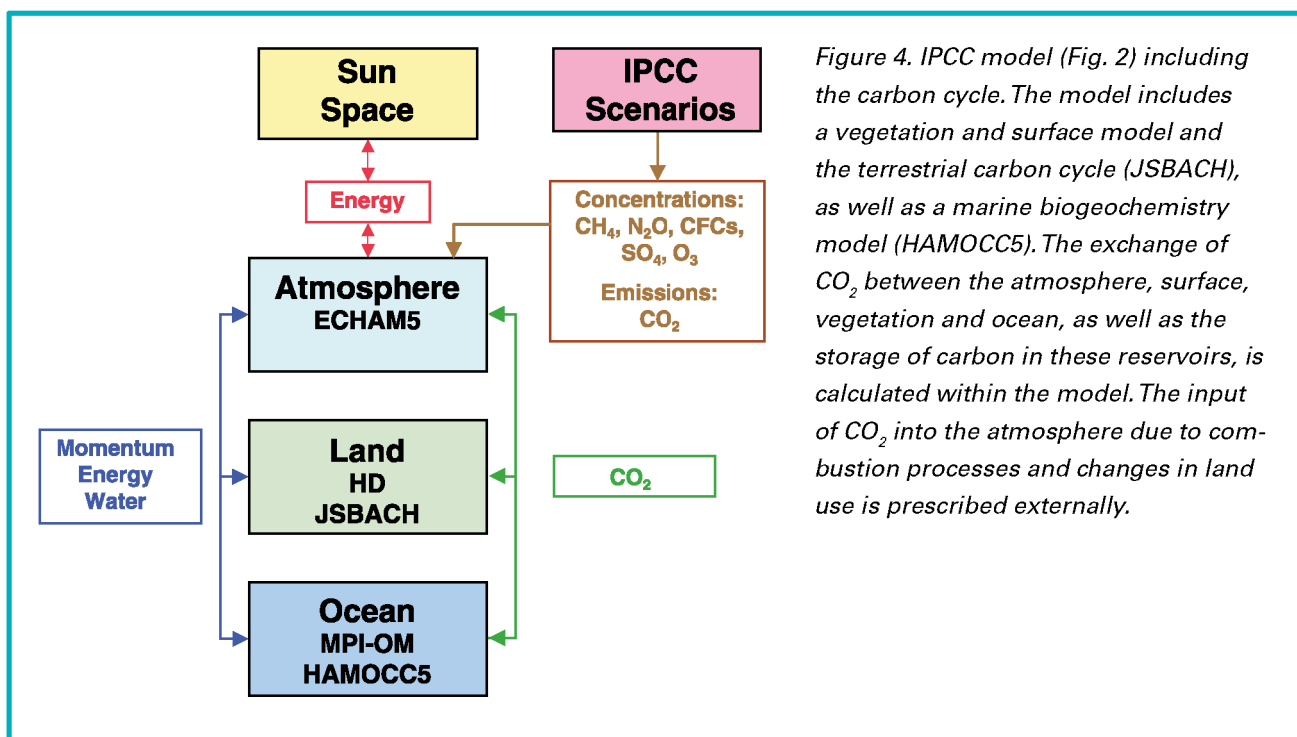 Sun
Space
IPCC
Scenarios
Energy
Concentrations:
CH₄, N₂O, CFCs,
SO₄, O₃
Emissions:
CO₂
Atmosphere
ECHAM5
Momentum
Energy
Water
Land
HD
JSBACH
CO₂
Ocean
MPI-OM
HAMOCC5
Figure 4. IPCC model (Fig. 2) including
the carbon cycle. The model includes
a vegetation and surface model and
the terrestrial carbon cycle (JSBACH),
as well as a marine biogeochemistry
model (HAMOCC5). The exchange of
CO₂ between the atmosphere, surface,
vegetation and ocean, as well as the
storage of carbon in these reservoirs, is
calculated within the model. The input
of CO₂ into the atmosphere due to com-
bustion processes and changes in land
use is prescribed externally.